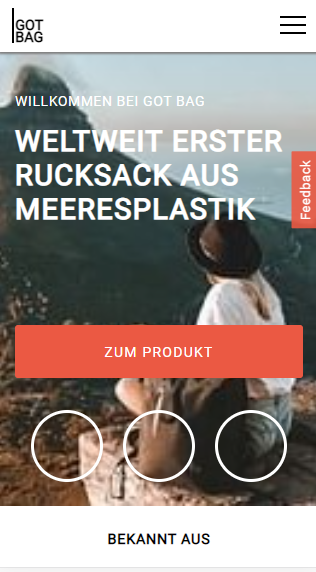 GOT
BAG
WILLKOMMEN BEI GOT BAG
WELTWEIT ERSTER
RUCKSACK AUS
MEERESPLASTIK
Feedback
ZUM PRODUKT
BEKANNT AUS